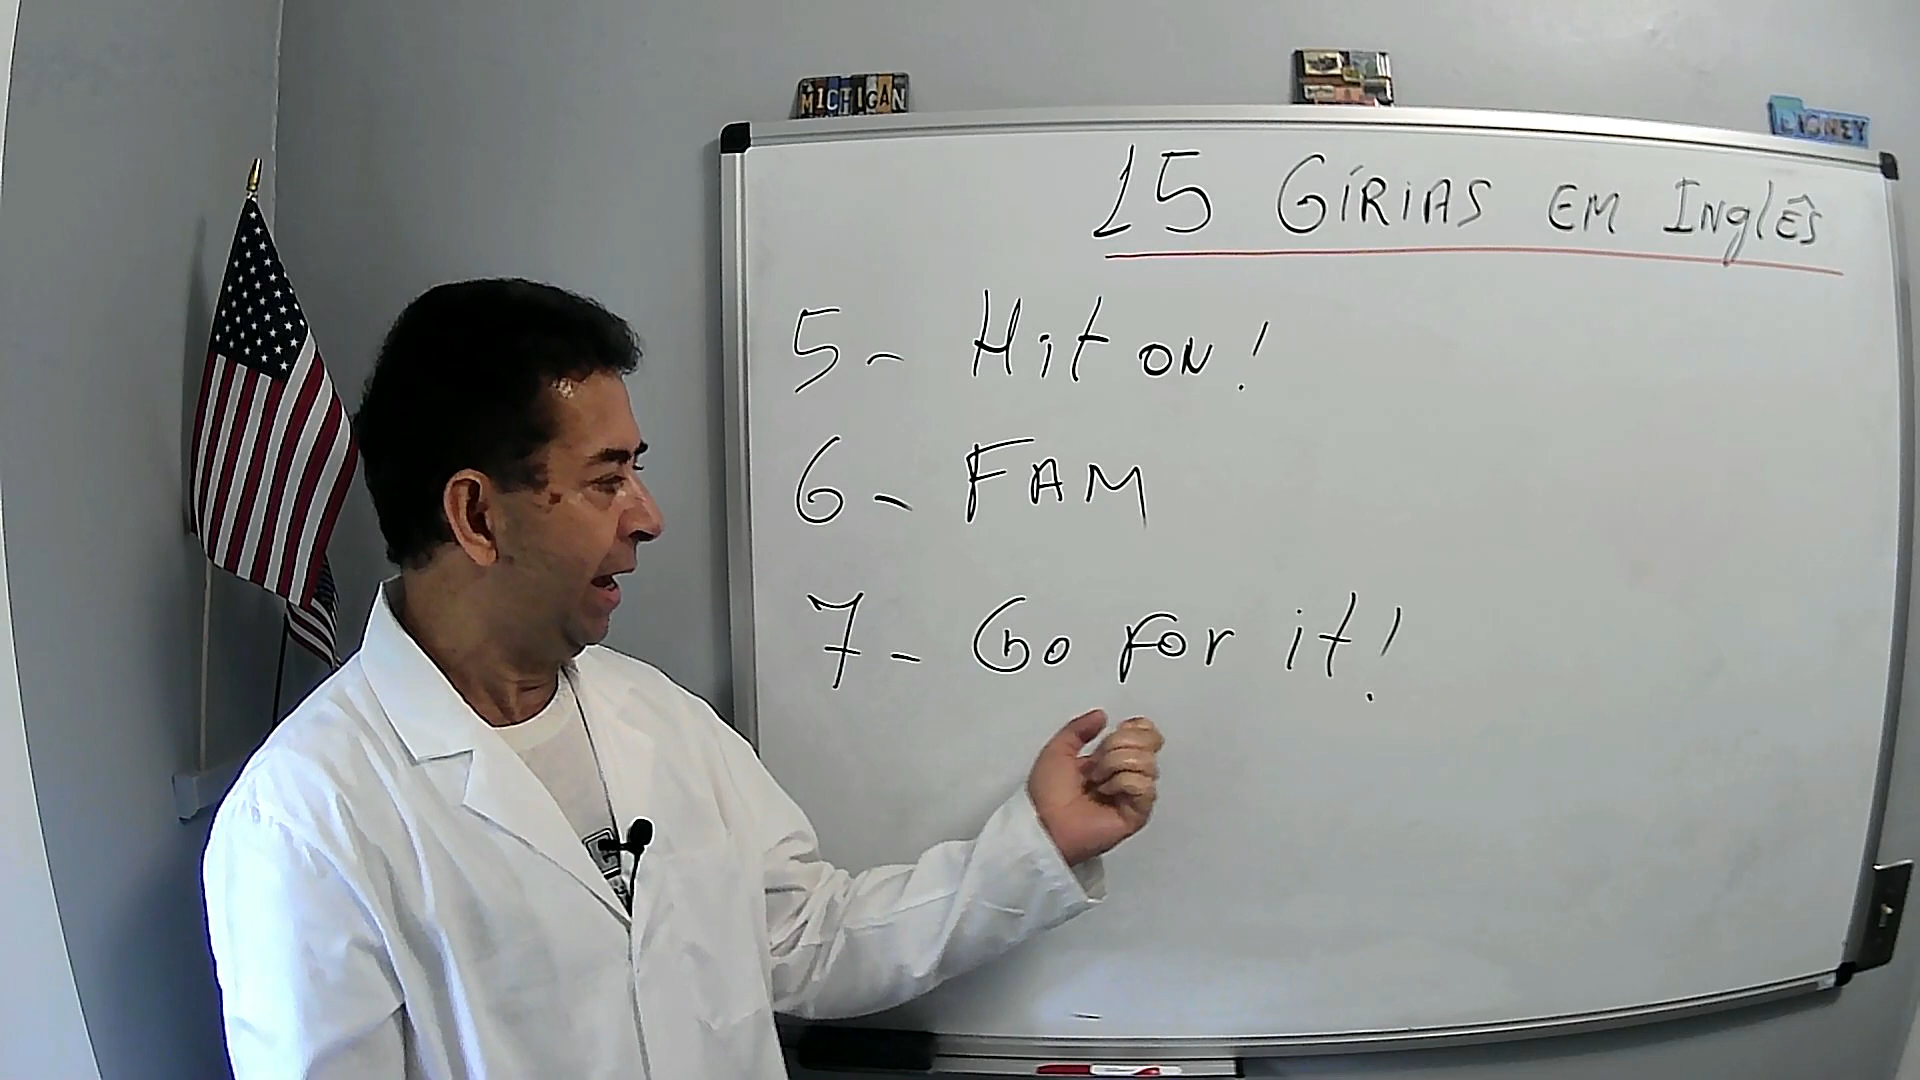 MICHIGAN
DISNEY
15 GÍRIAS EM INglÊS
5 - Hit ON!
6 - FAM
7 - Go For it!